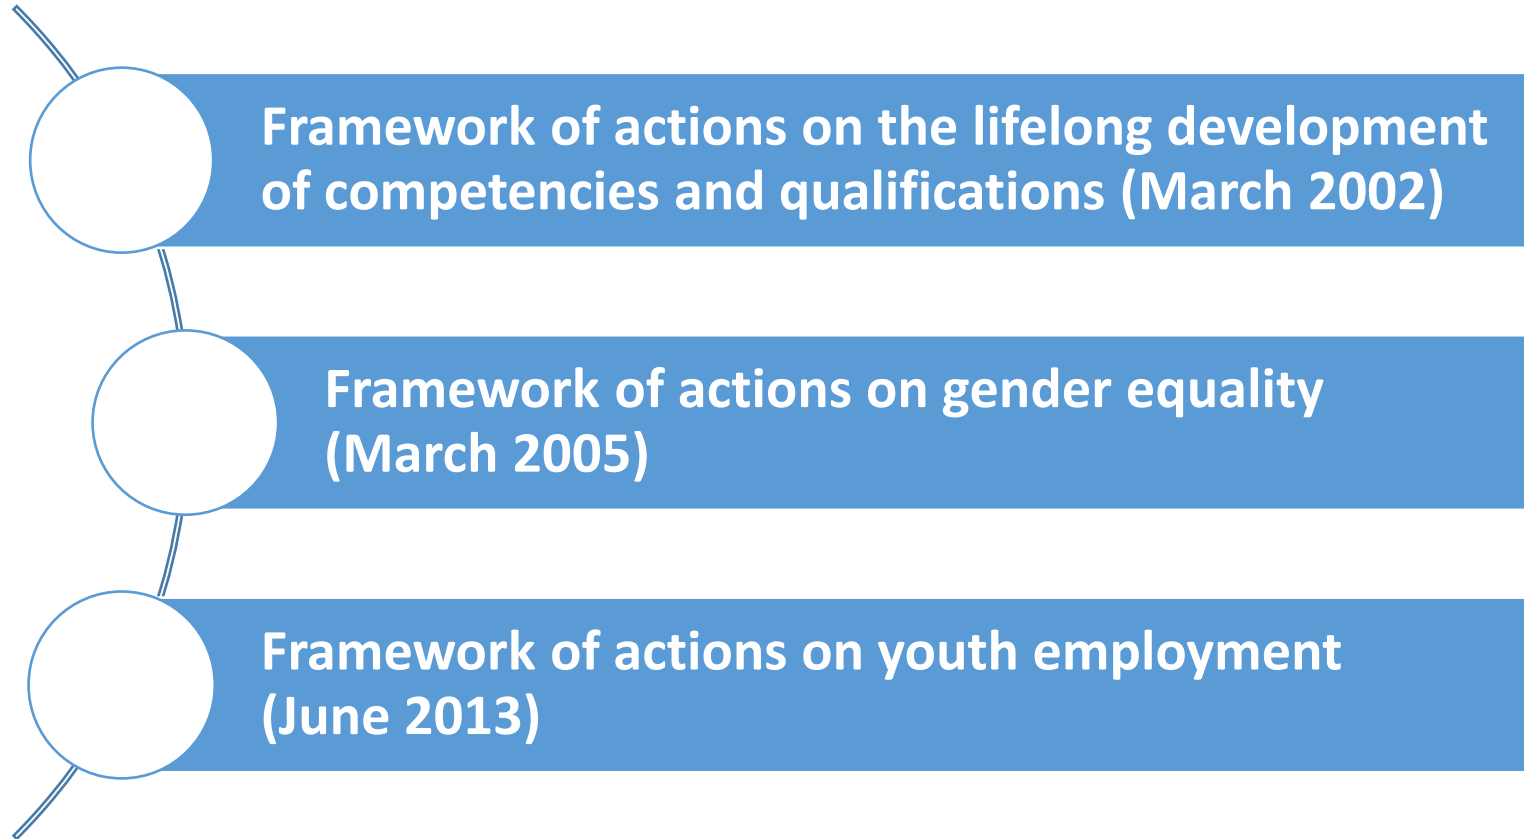 Framework of actions on the lifelong development
of competencies and qualifications (March 2002)
Framework of actions on gender equality
(March 2005)
Framework of actions on youth employment
(June 2013)